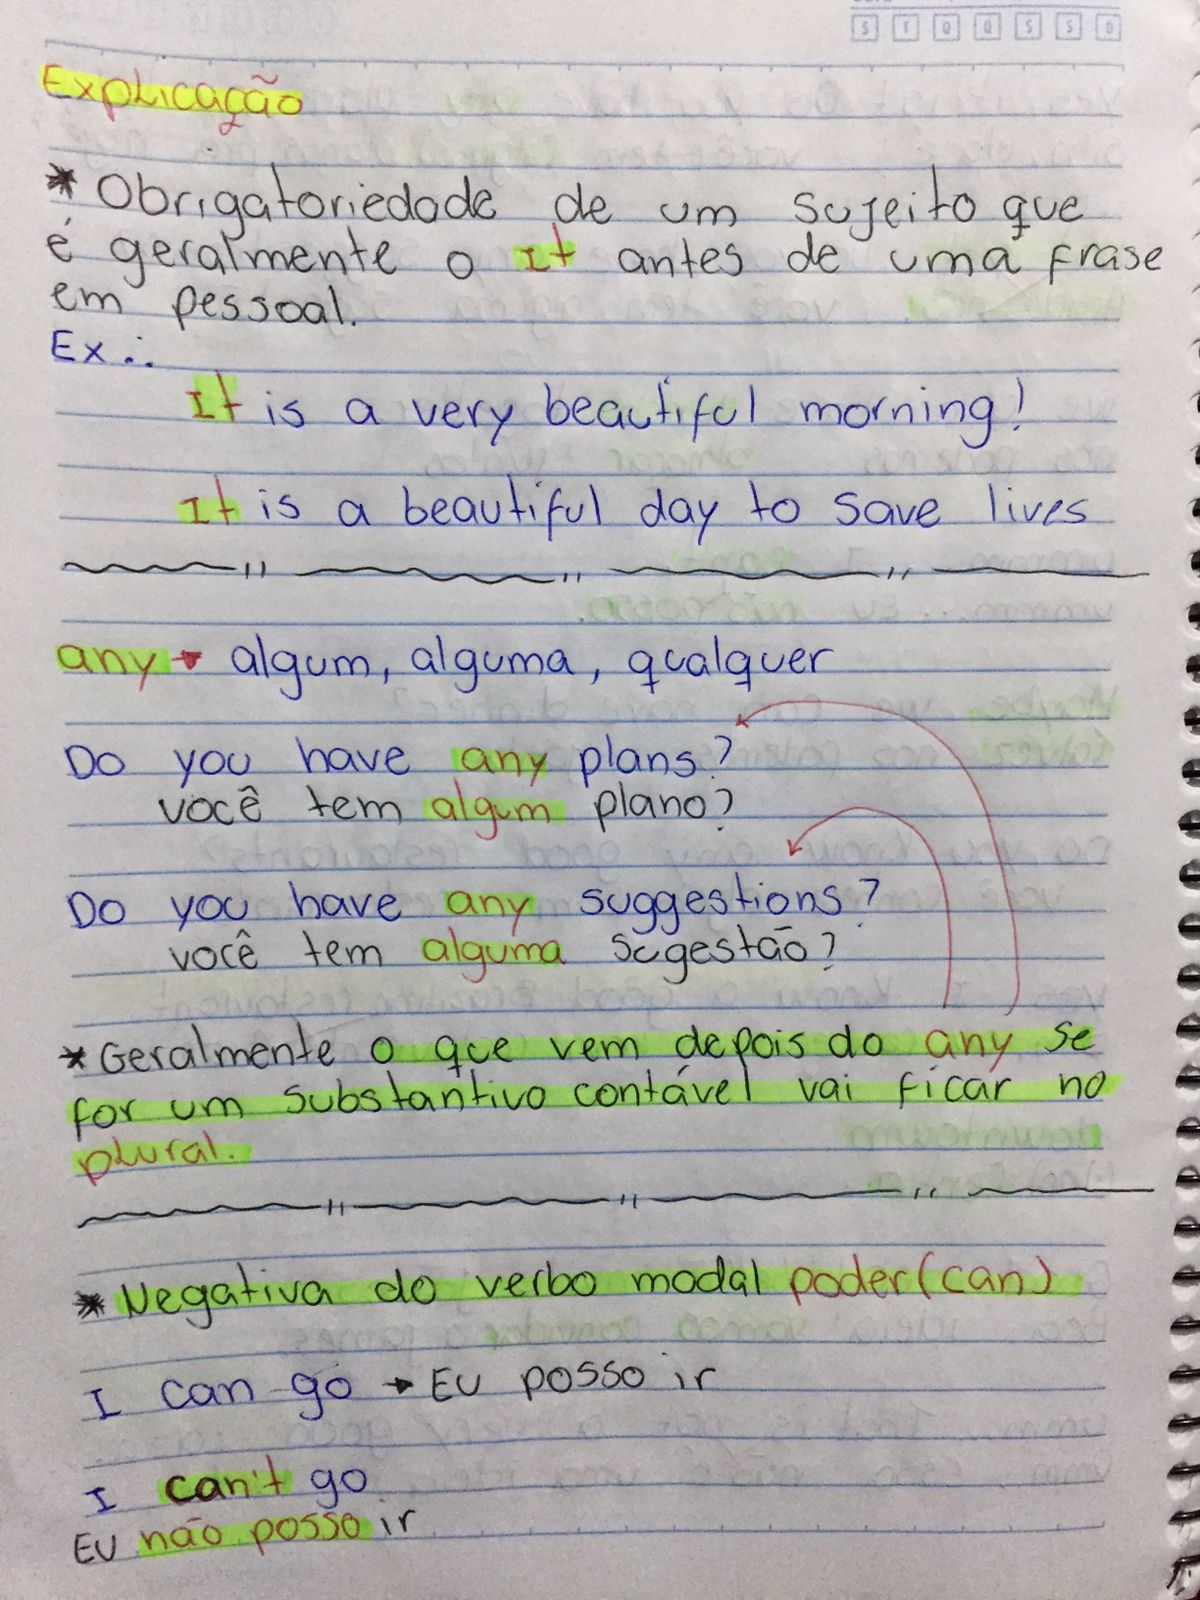 S T Q Q S S D
Explicação
* Obrigatoriedade de um sujeito que
é geralmente o It antes de uma frase
em pessoal.
Ex.:
It is a very beautiful morning!
It is a beautiful day to save lives
any → algum, alguma, qualquer
Do you have any plans?
você tem algum plano?
Do you have any suggestions?
você tem alguma sugestão?
* Geralmente o que vem depois do any se
for um substantivo contável vai ficar no
plural.
* Negativa do verbo modal poder (can)
I can go → Eu posso ir
I can't go
Eu não posso ir